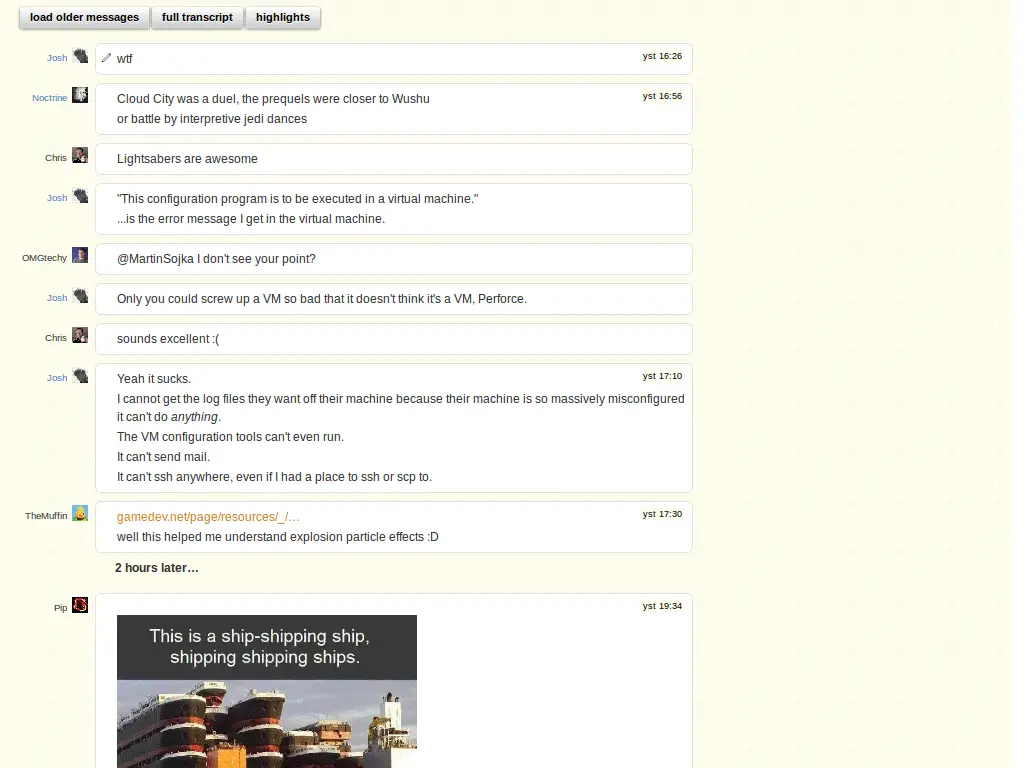 load older messages full transcript highlights
Josh wtf yst 16:26
Noctrine Cloud City was a duel, the prequels were closer to Wushu yst 16:56
or battle by interpretive jedi dances
Chris Lightsabers are awesome
Josh "This configuration program is to be executed in a virtual machine."
...is the error message I get in the virtual machine.
OMGtechy @MartinSojka I don't see your point?
Josh Only you could screw up a VM so bad that it doesn't think it's a VM, Perforce.
Chris sounds excellent :(
Josh Yeah it sucks. yst 17:10
I cannot get the log files they want off their machine because their machine is so massively misconfigured
it can't do anything.
The VM configuration tools can't even run.
It can't send mail.
It can't ssh anywhere, even if I had a place to ssh or scp to.
TheMuffin gamedev.net/page/resources/_/… yst 17:30
well this helped me understand explosion particle effects :D
2 hours later…
Pip yst 19:34
This is a ship-shipping ship,
shipping shipping ships.